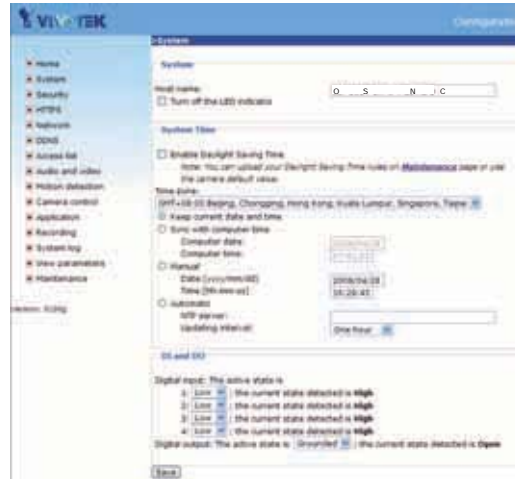 VIVOTEK
Configuration
>System
Home
System
Security
HTTPS
Network
DDNS
Access list
Audio and video
Motion detection
Camera control
Application
Recording
System log
View parameters
Maintenance
System
Host name:
O S N C
Turn off the LED indicator
System Time
Enable Daylight Saving Time
Note: You can upload your Daylight Saving Time rules on Maintenance page or use the camera default value.
Time zone:
GMT+08:00 Beijing, Chongqing, Hong Kong, Kuala Lumpur, Singapore, Taipei
Keep current date and time
Sync with computer time
Computer date:
Computer time:
Manual
Date [yyyy/mm/dd]
Time [hh:mm:ss]
Automatic
NTP server:
Updating interval:
One hour
DI and DO
Digital input: The active state is
1: Low ; the current state detected is High
2: Low ; the current state detected is High
3: Low ; the current state detected is High
4: Low ; the current state detected is High
Digital output: The active state is Grounded ; the current state detected is Open
Save